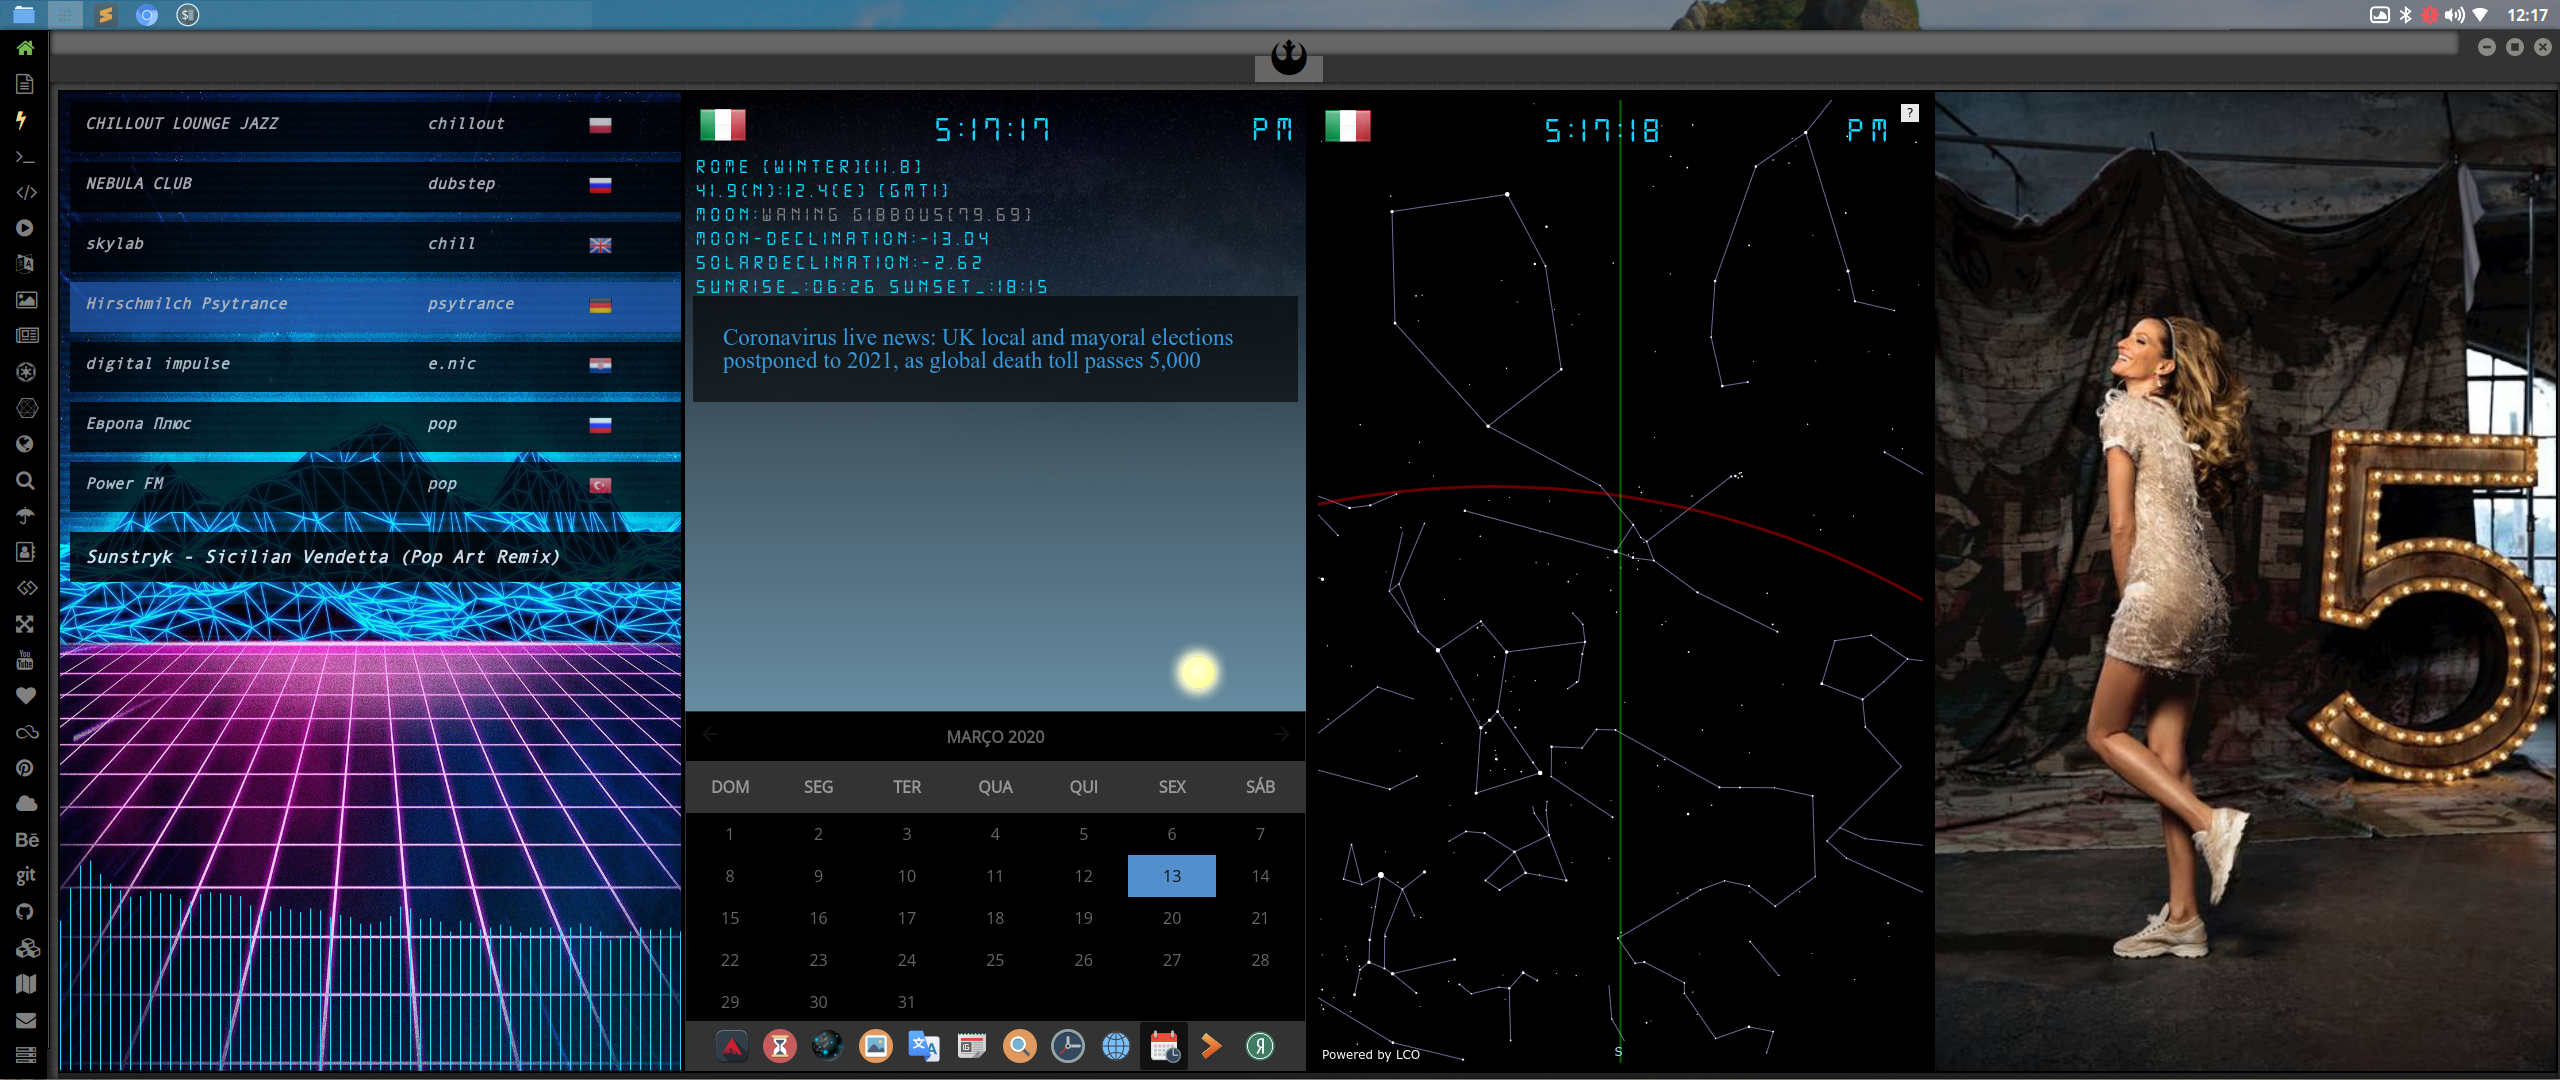 12:17
CHILLOUT LOUNGE JAZZ chillout
NEBULA CLUB dubstep
skylab chill
Hirschmilch Psytrance psytrance
digital impulse e.nic
Европа Плюс pop
Power FM pop
Sunstryk - Sicilian Vendetta (Pop Art Remix)
5:17:17 PM
ROME [WINTER][11.8]
41.9(N):12.4(E) [GMT1]
MOON:WANING GIBBOUS[79.69]
MOON-DECLINATION:-13.04
SOLARDECLINATION:-2.62
SUNRISE_:06:26 SUNSET_:18:15
Coronavirus live news: UK local and mayoral elections
postponed to 2021, as global death toll passes 5,000
MARÇO 2020
DOM SEG TER QUA QUI SEX SÁB
1 2 3 4 5 6 7
8 9 10 11 12 13 14
15 16 17 18 19 20 21
22 23 24 25 26 27 28
29 30 31
5:17:18 PM
?
S
Powered by LCO
5
You
Tube
Bē
git